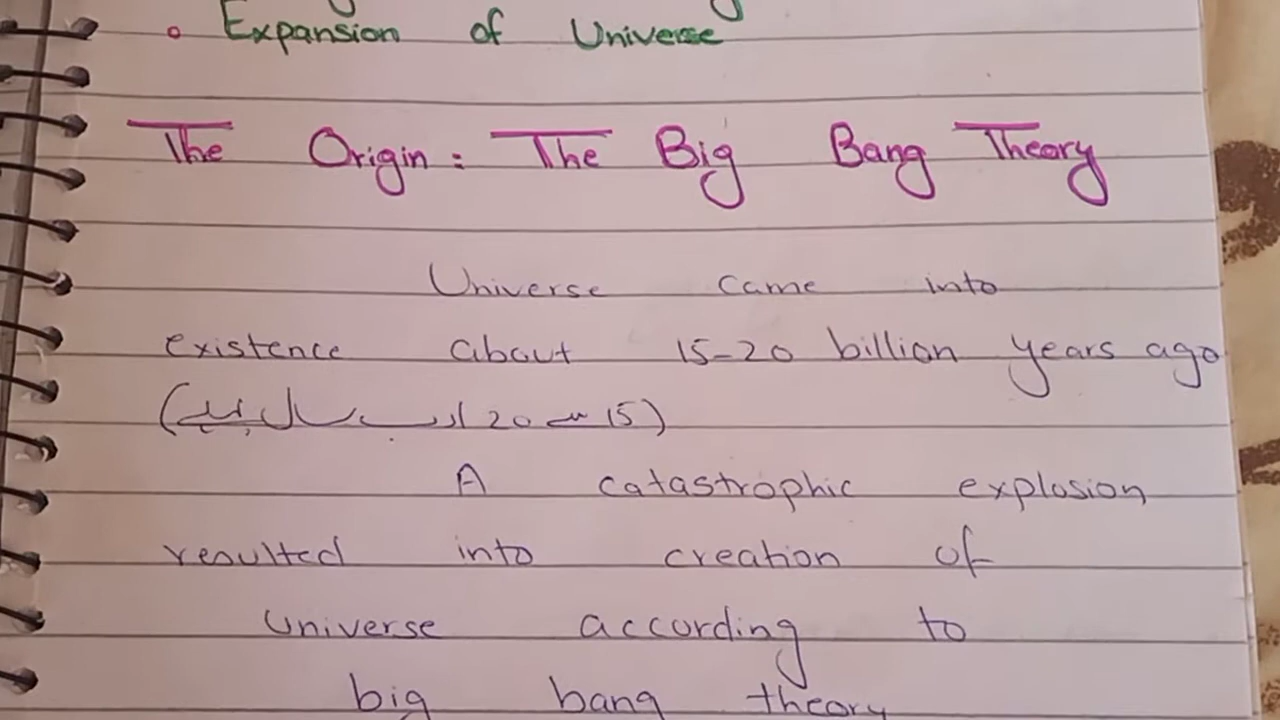 • Expansion of Universe
The Origin: The Big Bang Theory
Universe came into
existence about 15-20 billion years ago
(15 سے 20 ارب سال پہلے)
A catastrophic explosion
resulted into creation of
universe according to
big bang theory